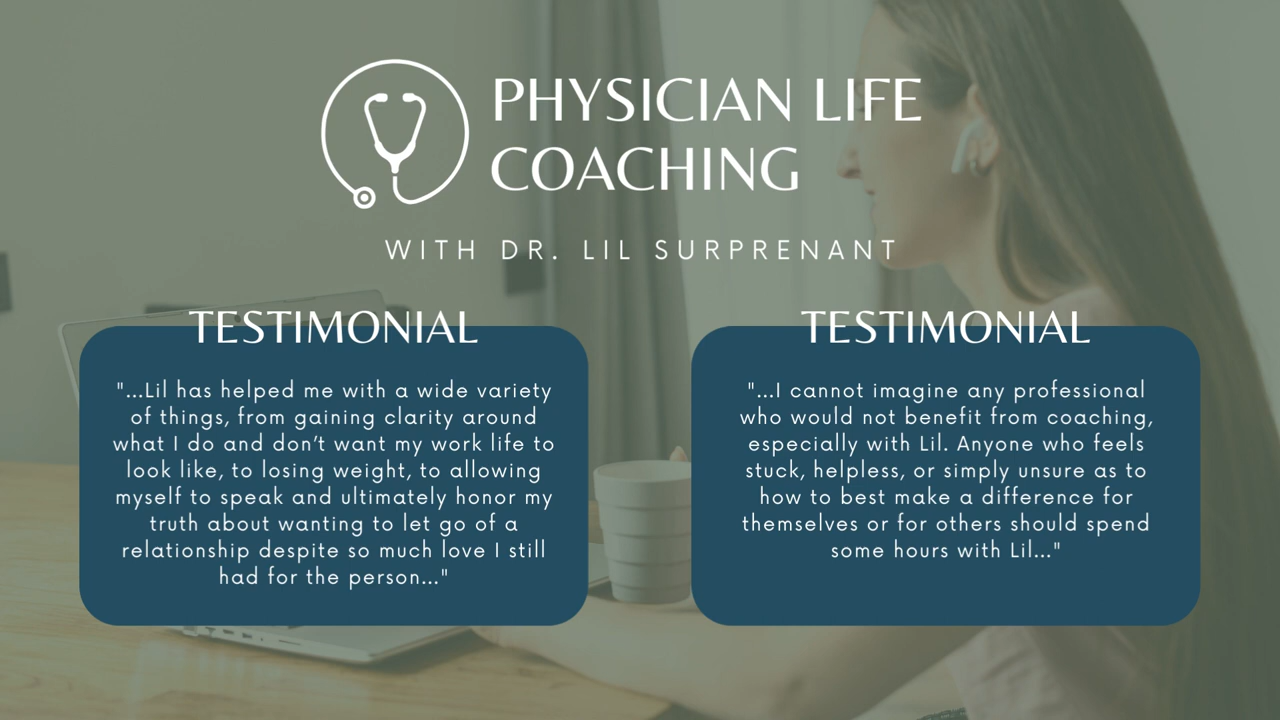 PHYSICIAN LIFE
COACHING
WITH DR. LIL SURPRENANT
TESTIMONIAL
"...Lil has helped me with a wide variety
of things, from gaining clarity around
what I do and don’t want my work life to
look like, to losing weight, to allowing
myself to speak and ultimately honor my
truth about wanting to let go of a
relationship despite so much love I still
had for the person..."
TESTIMONIAL
"...I cannot imagine any professional
who would not benefit from coaching,
especially with Lil. Anyone who feels
stuck, helpless, or simply unsure as to
how to best make a difference for
themselves or for others should spend
some hours with Lil..."